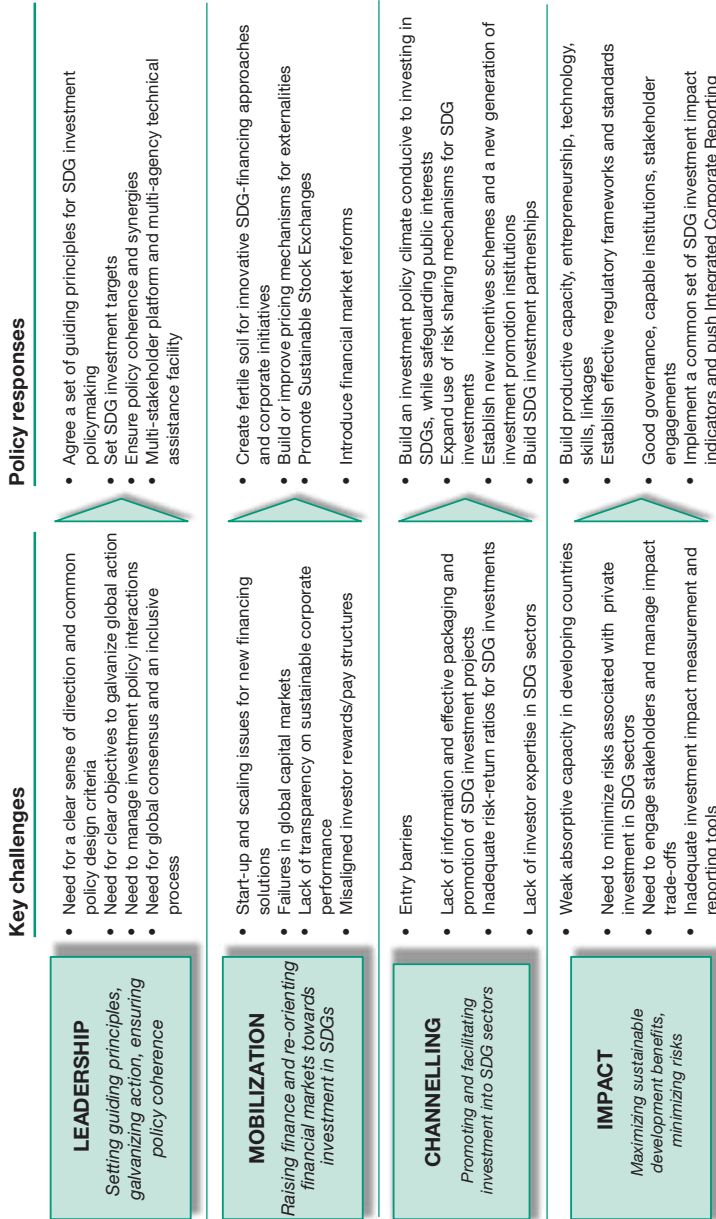 Key challenges
Policy responses
LEADERSHIP
Setting guiding principles,
galvanizing action, ensuring
policy coherence
• Need for a clear sense of direction and common
policy design criteria
• Need for clear objectives to galvanize global action
• Need to manage investment policy interactions
• Need for global consensus and an inclusive
process
• Agree a set of guiding principles for SDG investment
policymaking
• Set SDG investment targets
• Ensure policy coherence and synergies
• Multi-stakeholder platform and multi-agency technical
assistance facility
MOBILIZATION
Raising finance and re-orienting
financial markets towards
investment in SDGs
• Start-up and scaling issues for new financing
solutions
• Failures in global capital markets
• Lack of transparency on sustainable corporate
performance
• Misaligned investor rewards/pay structures
• Create fertile soil for innovative SDG-financing approaches
and corporate initiatives
• Build or improve pricing mechanisms for externalities
• Promote Sustainable Stock Exchanges
• Introduce financial market reforms
CHANNELLING
Promoting and facilitating
investment into SDG sectors
• Entry barriers
• Lack of information and effective packaging and
promotion of SDG investment projects
• Inadequate risk-return ratios for SDG investments
• Lack of investor expertise in SDG sectors
• Build an investment policy climate conducive to investing in
SDGs, while safeguarding public interests
• Expand use of risk sharing mechanisms for SDG
investments
• Establish new incentives schemes and a new generation of
investment promotion institutions
• Build SDG investment partnerships
IMPACT
Maximizing sustainable
development benefits,
minimizing risks
• Weak absorptive capacity in developing countries
• Need to minimize risks associated with private
investment in SDG sectors
• Need to engage stakeholders and manage impact
trade-offs
• Inadequate investment impact measurement and
reporting tools
• Build productive capacity, entrepreneurship, technology,
skills, linkages
• Establish effective regulatory frameworks and standards
• Good governance, capable institutions, stakeholder
engagements
• Implement a common set of SDG investment impact
indicators and push Integrated Corporate Reporting